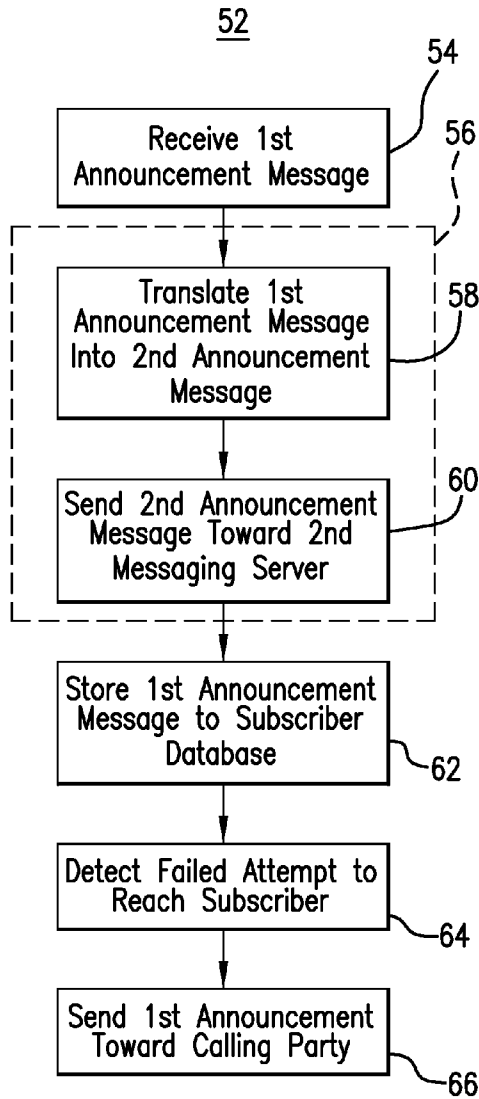 52
54
Receive 1st
Announcement Message
56
Translate 1st
Announcement Message
Into 2nd Announcement
Message
58
Send 2nd Announcement
Message Toward 2nd
Messaging Server
60
Store 1st Announcement
Message to Subscriber
Database
62
Detect Failed Attempt to
Reach Subscriber
64
Send 1st Announcement
Toward Calling Party
66